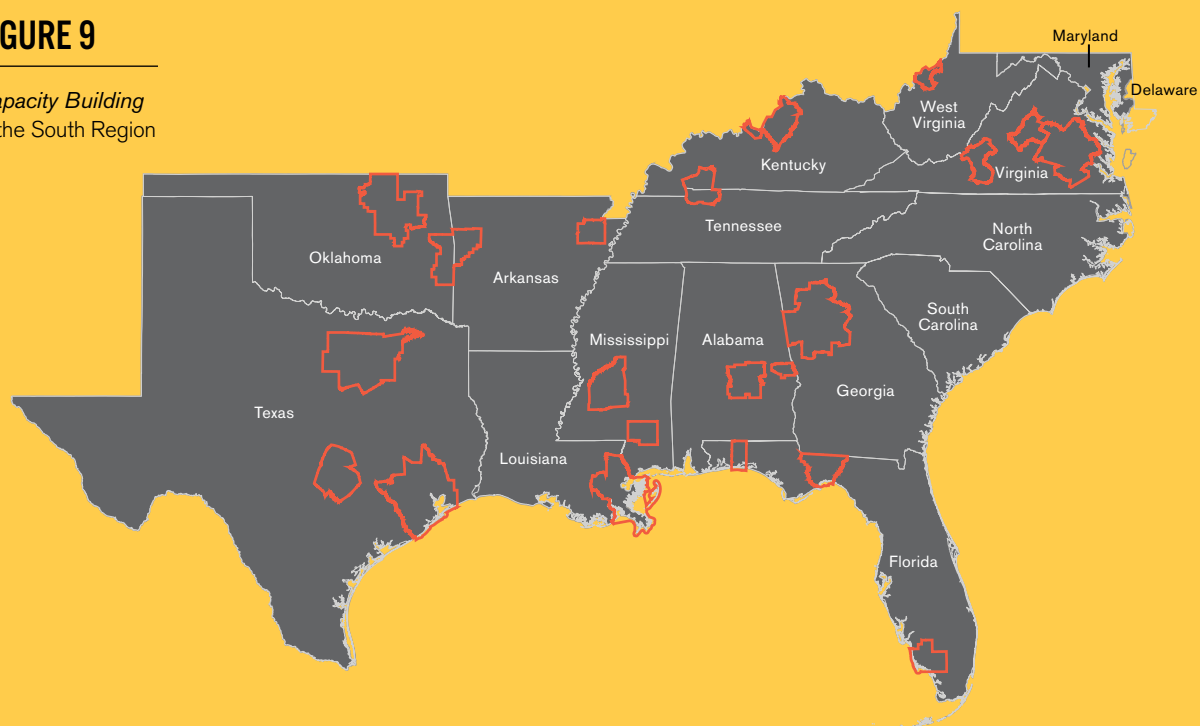 GURE 9
apacity Building
the South Region
Maryland
Delaware
West
Virginia
Kentucky
Virginia
Tennessee
North
Carolina
Oklahoma
Arkansas
South
Carolina
Mississippi
Alabama
Georgia
Texas
Louisiana
Florida